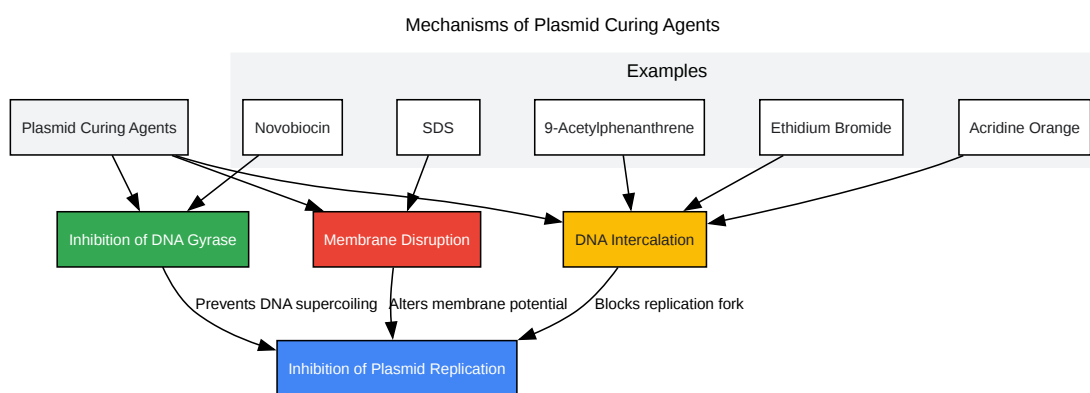 Mechanisms of Plasmid Curing Agents
Examples
Plasmid Curing Agents
Novobiocin
SDS
9-Acetylphenanthrene
Ethidium Bromide
Acridine Orange
Inhibition of DNA Gyrase
Membrane Disruption
DNA Intercalation
Prevents DNA supercoiling
Alters membrane potential
Blocks replication fork
Inhibition of Plasmid Replication